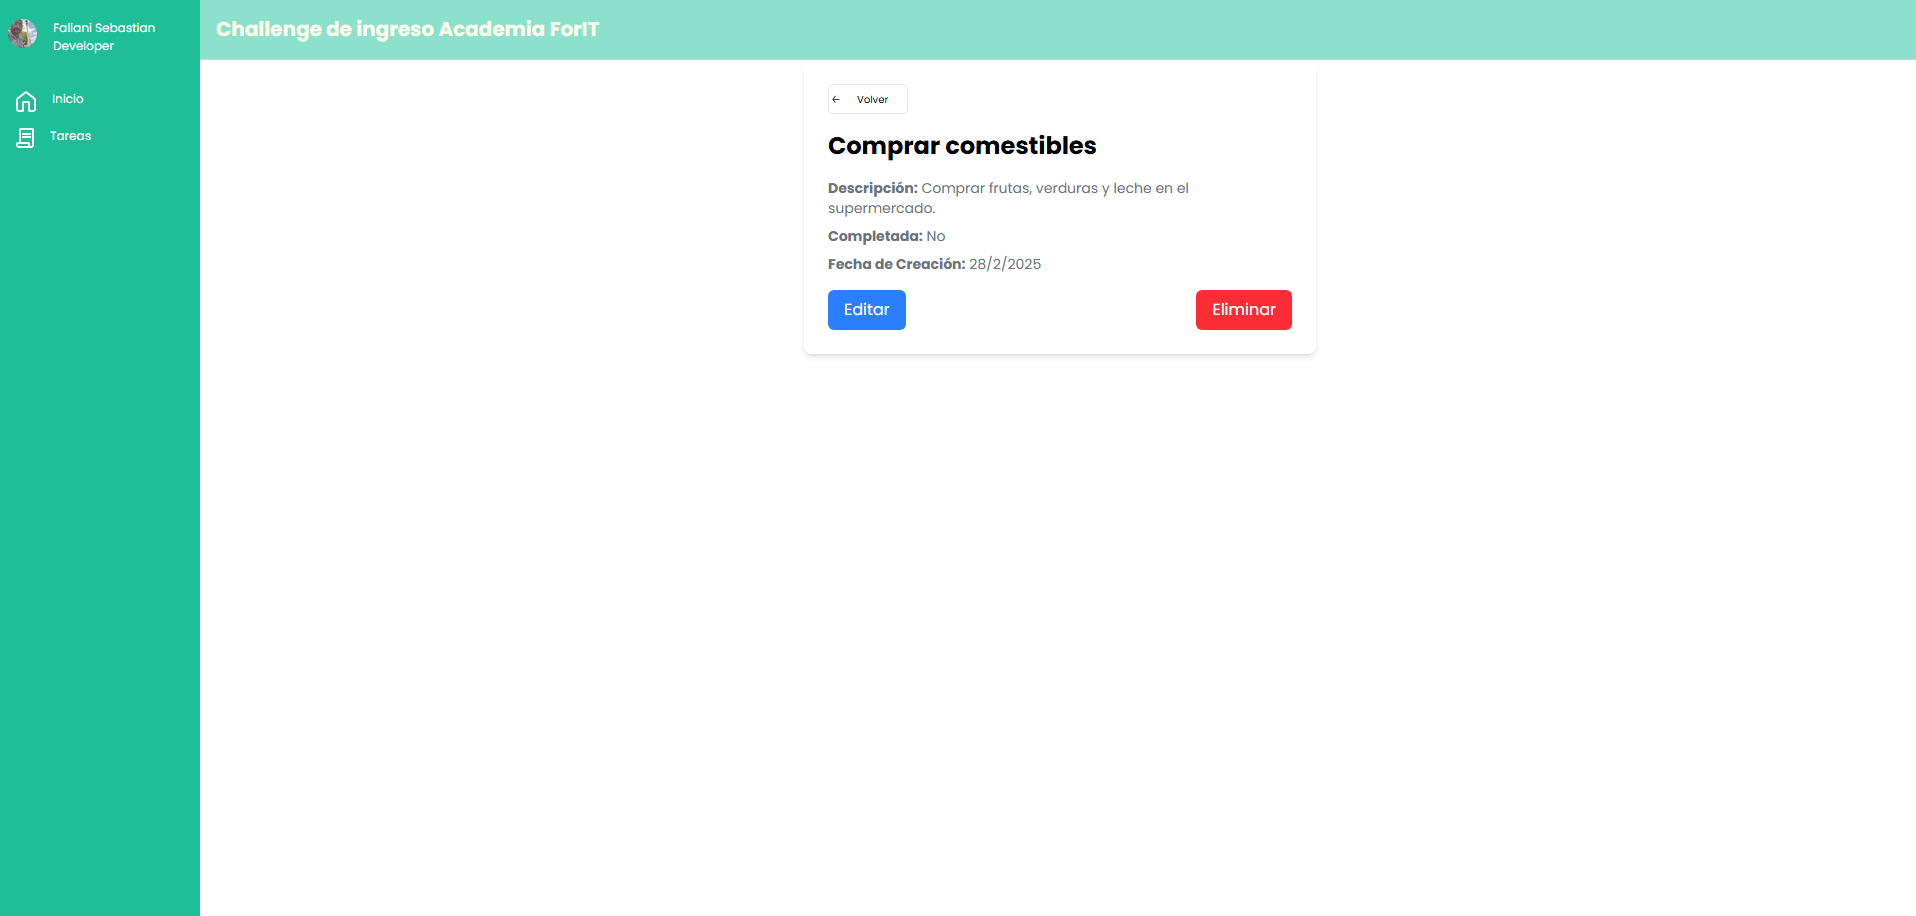 Faliani Sebastian
Developer
Inicio
Tareas
Challenge de ingreso Academia ForIT
← Volver
Comprar comestibles
Descripción: Comprar frutas, verduras y leche en el
supermercado.
Completada: No
Fecha de Creación: 28/2/2025
Editar
Eliminar